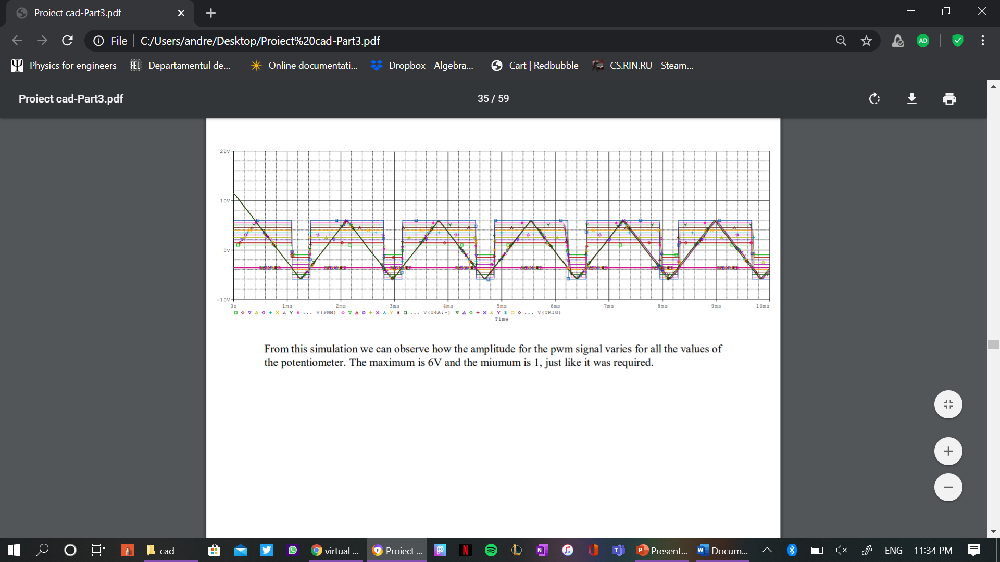 Proiect cad-Part3.pdf
File C:/Users/andre/Desktop/Proiect%20cad-Part3.pdf
AD
Physics for engineers REL Departamentul de... Online documentati... Dropbox - Algebra... Cart | Redbubble CS.RIN.RU - Steam...
Proiect cad-Part3.pdf 35 / 59
20V
10V
0V
-10V
0s 1ms 2ms 3ms 4ms 5ms 6ms 7ms 8ms 9ms 10ms
... V(PWM) ... V(U4A:-) ... V(TRIG)
Time
From this simulation we can observe how the amplitude for the pwm signal varies for all the values of
the potentiometer. The maximum is 6V and the miumum is 1, just like it was required.
cad virtual ... Proiect ... Present... Docum... ENG 11:34 PM